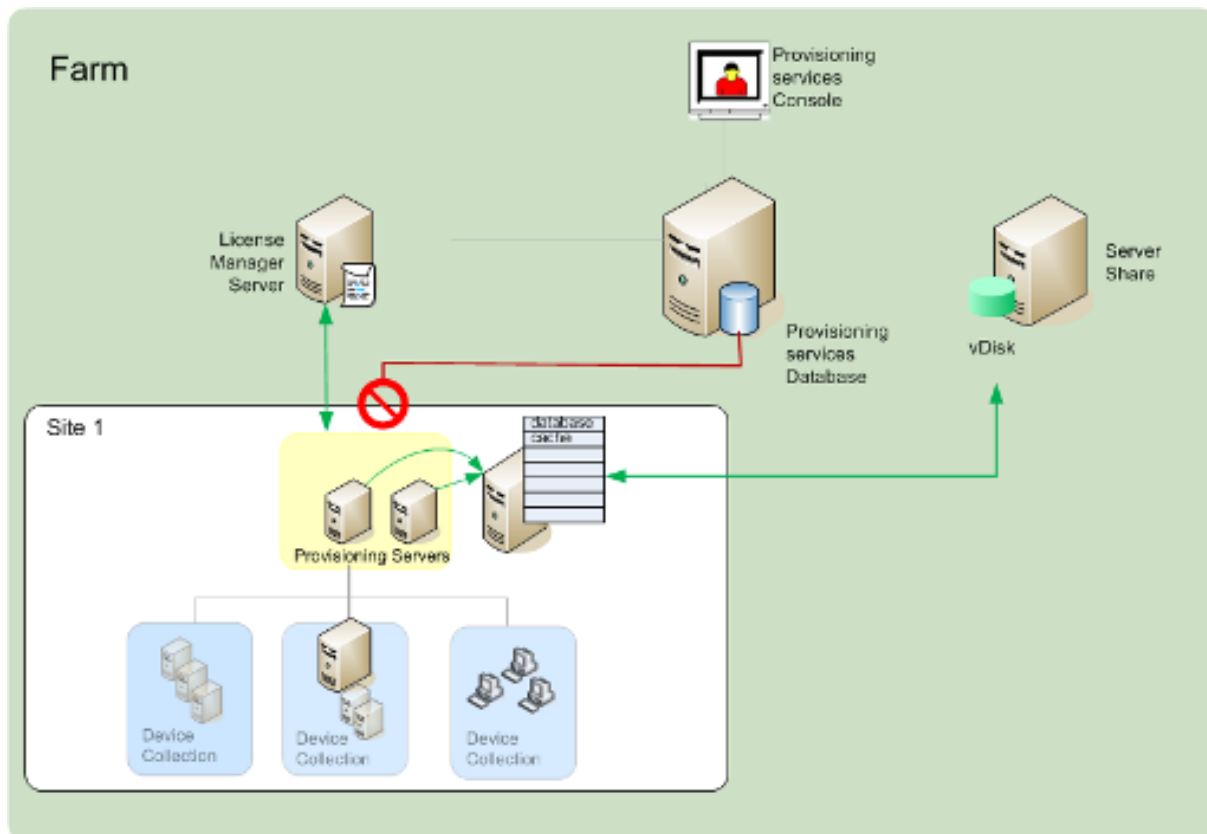 Farm
Provisioning
services
Console
License
Manager
Server
Server
Share
vDisk
Provisioning
services
Database
Site 1
database
cache
Provisioning Servers
Device
Collection
Device
Collection
Device
Collection